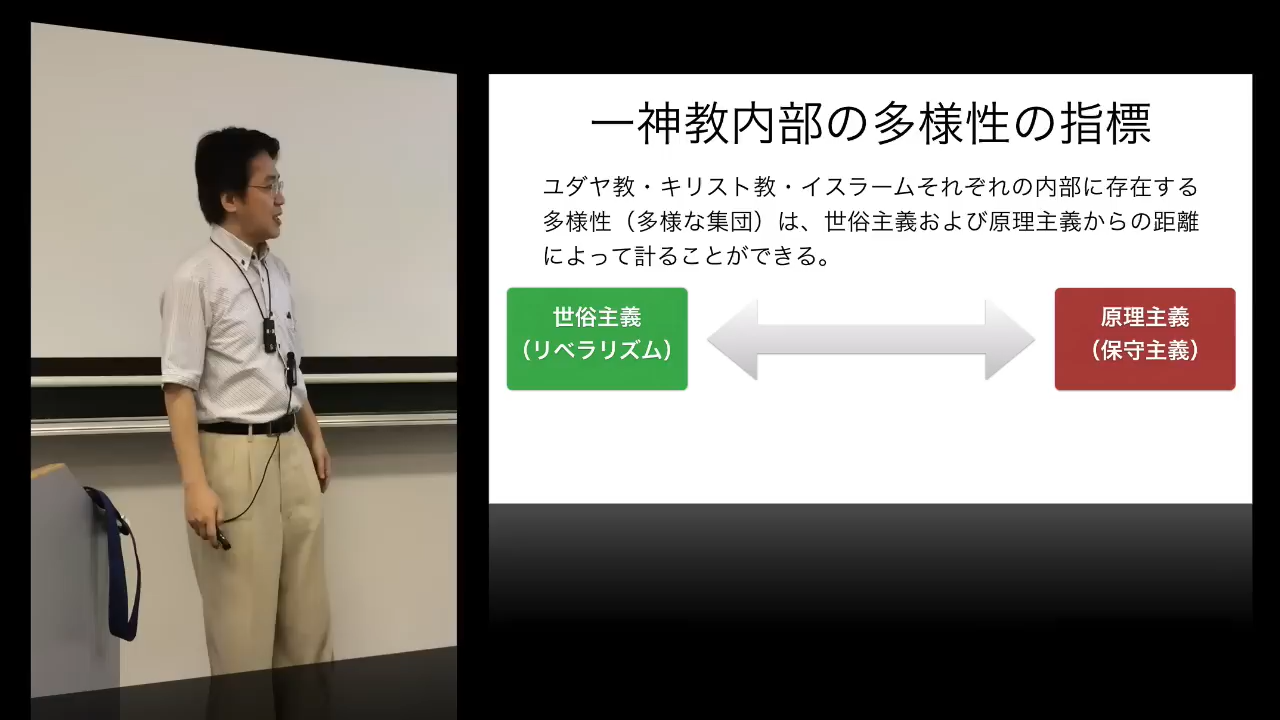 一神教内部の多様性の指標
ユダヤ教・キリスト教・イスラームそれぞれの内部に存在する
多様性（多様な集団）は、世俗主義および原理主義からの距離
によって計ることができる。
世俗主義
（リベラリズム）
原理主義
（保守主義）